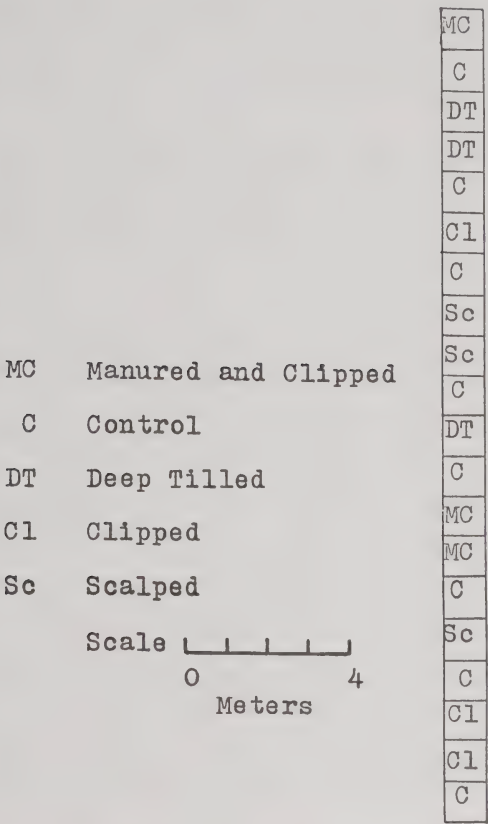 MC
C
DT
DT
C
Cl
C
Sc
Sc
C
DT
C
MC
MC
C
Sc
C
Cl
Cl
C
MC Manured and Clipped
C Control
DT Deep Tilled
Cl Clipped
Sc Scalped
Scale
0 4
Meters